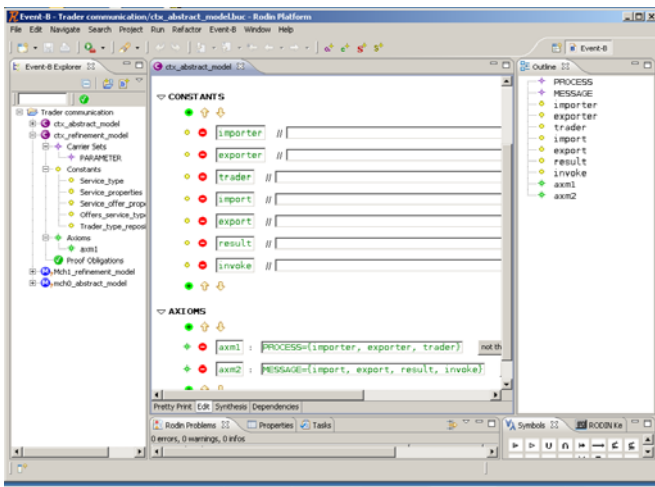 Event-B - Trader communication/ctx_abstract_model.buc - Rodin Platform
File Edit Navigate Search Project Run Refactor Event-B Window Rename Help
Event-B
Event-B Explorer
Trader communication
ctx_abstract_model
ctx_refinement_model
Carrier Sets
PARAMETER
Constants
Service_type
Service_properties
Service_offer_prop
Offers_service_typ
Trader_type_reposi
Axioms
axm1
Proof Obligations
Mch1_refinement_model
mch0_abstract_model
ctx_abstract_model
CONSTANTS
importer //
exporter //
trader //
import //
export //
result //
invoke //
AXIOMS
axm1 : PROCESS={importer, exporter, trader} not th
axm2 : MESSAGE={import, export, result, invoke}
Pretty Print Edit Synthesis Dependencies
Rodin Problems Properties Tasks
0 errors, 0 warnings, 0 infos
Outline
PROCESS
MESSAGE
importer
exporter
trader
import
export
result
invoke
axm1
axm2
Symbols RODIN Ke